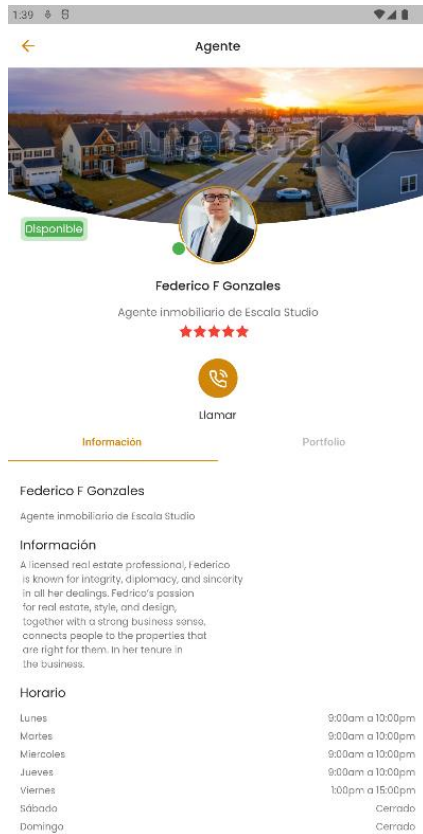 1:39
Agente
Disponible
Federico F Gonzales
Agente inmobiliario de Escala Studio
Llamar
Información
Portfolio
Federico F Gonzales
Agente inmobiliario de Escala Studio
Información
A licensed real estate professional, Federico
is known for integrity, diplomacy, and sincerity
in all her dealings. Fedrico's passion
for real estate, style, and design,
together with a strong business sense,
connects people to the properties that
are right for them. In her tenure in
the business.
Horario
Lunes 9:00am a 10:00pm
Martes 9:00am a 10:00pm
Miercoles 9:00am a 10:00pm
Jueves 9:00am a 10:00pm
Viernes 1:00pm a 15:00pm
Sábado Cerrado
Domingo Cerrado